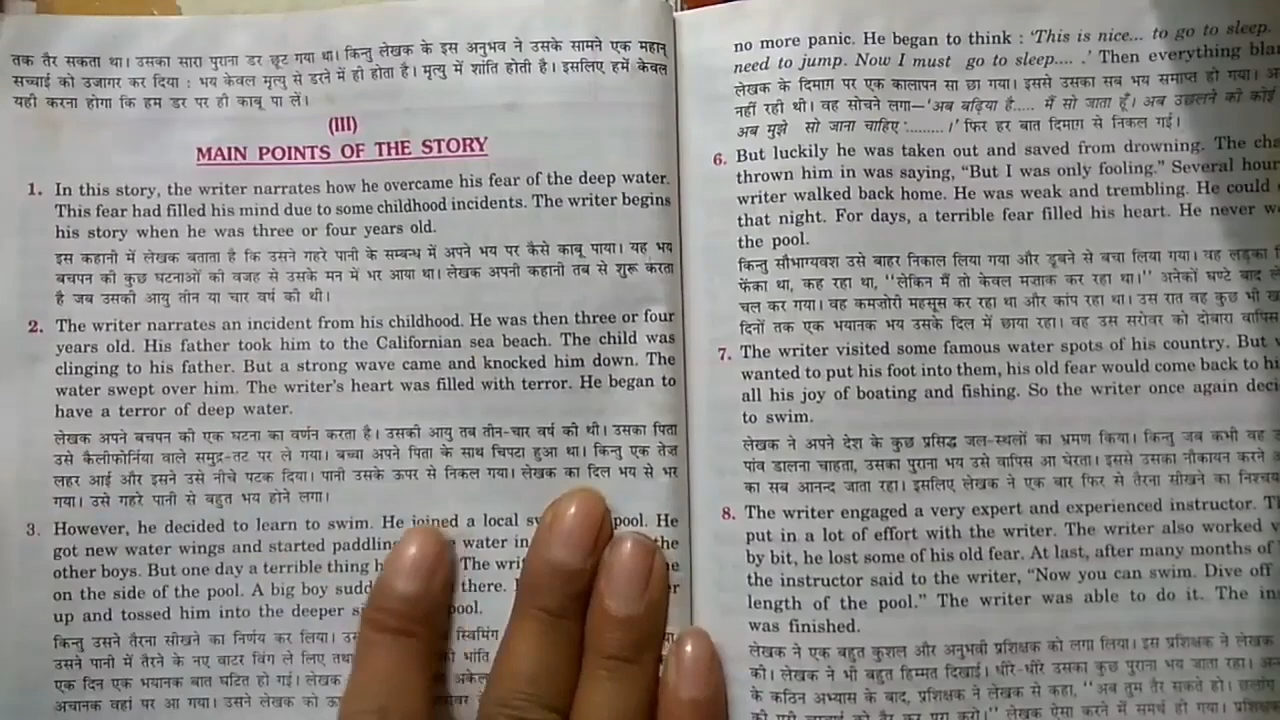 तक तैर सकता था। उसका सारा पुराना डर छूट गया था। किन्तु लेखक के इस अनुभव ने उसके सामने एक महान्
सच्चाई को उजागर कर दिया : भय केवल मृत्यु से डरने में ही होता है। मृत्यु में शांति होती है। इसलिए हमें केवल
यही करना होगा कि हम डर पर ही काबू पा लें।
(III)
MAIN POINTS OF THE STORY
1. In this story, the writer narrates how he overcame his fear of the deep water.
This fear had filled his mind due to some childhood incidents. The writer begins
his story when he was three or four years old.
इस कहानी में लेखक बताता है कि उसने गहरे पानी के सम्बन्ध में अपने भय पर कैसे काबू पाया। यह भय
बचपन की कुछ घटनाओं की वजह से उसके मन में भर आया था। लेखक अपनी कहानी तब से शुरू करता
है जब उसकी आयु तीन या चार वर्ष की थी।
2. The writer narrates an incident from his childhood. He was then three or four
years old. His father took him to the Californian sea beach. The child was
clinging to his father. But a strong wave came and knocked him down. The
water swept over him. The writer's heart was filled with terror. He began to
have a terror of deep water.
लेखक अपने बचपन की एक घटना का वर्णन करता है। उसकी आयु तब तीन-चार वर्ष की थी। उसका पिता
उसे कैलीफोर्निया वाले समुद्र-तट पर ले गया। बच्चा अपने पिता के साथ चिपटा हुआ था। किन्तु एक तेज़
लहर आई और इसने उसे नीचे पटक दिया। पानी उसके ऊपर से निकल गया। लेखक का दिल भय से भर
गया। उसे गहरे पानी से बहुत भय होने लगा।
3. However, he decided to learn to swim. He joined a local pool. He
got new water wings and started water in the
other boys. But one day a terrible thing The
on the side of the pool. A big boy there.
up and tossed him into the deeper pool.
किन्तु उसने तैरना सीखने का निर्णय कर लिया। स्विमिंग
उसने पानी में तैरने के नए वाटर विंग ले लिए तथा की भांति
एक दिन एक भयानक बात घटित हो गई। लेखक
अचानक वहां पर आ गया। उसने लेखक को
no more panic. He began to think : 'This is nice... to go to sleep.
need to jump. Now I must go to sleep.... .' Then everything
लेखक के दिमाग़ पर एक कालापन सा छा गया। इससे उसका सब भय समाप्त हो गया।
नहीं रही थी। वह सोचने लगा—'अब बढ़िया है..... मैं सो जाता हूँ। अब उछलने की कोई
अब मुझे सो जाना चाहिए .........।' फिर हर बात दिमाग़ से निकल गई।
6. But luckily he was taken out and saved from drowning. The
thrown him in was saying, "But I was only fooling." Several
writer walked back home. He was weak and trembling. He could
that night. For days, a terrible fear filled his heart. He never
the pool.
किन्तु सौभाग्यवश उसे बाहर निकाल लिया गया और डूबने से बचा लिया गया। वह लड़का
फेंका था, कह रहा था, "लेकिन मैं तो केवल मज़ाक कर रहा था।" अनेकों घण्टे बाद
चल कर गया। वह कमजोरी महसूस कर रहा था और कांप रहा था। उस रात वह कुछ भी
दिनों तक एक भयानक भय उसके दिल में छाया रहा। वह उस सरोवर को दोबारा वापिस
7. The writer visited some famous water spots of his country. But
wanted to put his foot into them, his old fear would come back to
all his joy of boating and fishing. So the writer once again
to swim.
लेखक ने अपने देश के कुछ प्रसिद्ध जल-स्थलों का भ्रमण किया। किन्तु जब कभी वह
पांव डालना चाहता, उसका पुराना भय उसे वापिस आ घेरता। इससे उसका नौकायन करने
का सब आनन्द जाता रहा। इसलिए लेखक ने एक बार फिर से तैरना सीखने का निश्चय
8. The writer engaged a very expert and experienced instructor.
put in a lot of effort with the writer. The writer also worked
by bit, he lost some of his old fear. At last, after many months of
the instructor said to the writer, "Now you can swim. Dive off
length of the pool." The writer was able to do it. The
was finished.
लेखक ने एक बहुत कुशल और अनुभवी प्रशिक्षक को लगा लिया। इस प्रशिक्षक ने लेखक
की। लेखक ने भी बहुत हिम्मत दिखाई। धीरे-धीरे उसका कुछ पुराना भय जाता रहा।
के कठिन अभ्यास के बाद, प्रशिक्षक ने लेखक से कहा, "अब तुम तैर सकते हो।
लेखक ऐसा करने में समर्थ हो गया।